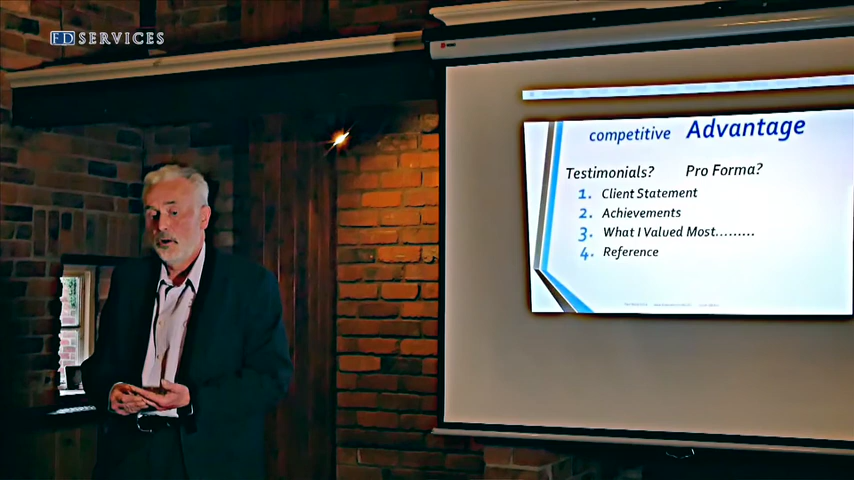 FD SERVICES
competitive Advantage
Testimonials? Pro Forma?
1. Client Statement
2. Achievements
3. What I Valued Most.........
4. Reference